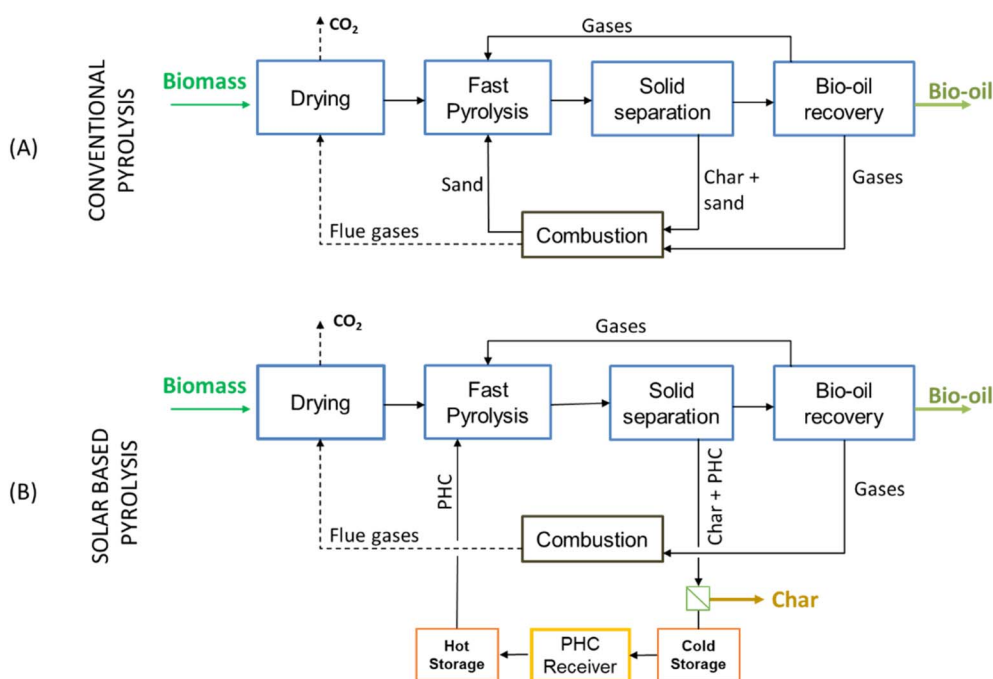 CO₂
Gases
Biomass
Drying
Fast
Pyrolysis
Solid
separation
Bio-oil
recovery
Bio-oil
(A)
CONVENTIONAL
PYROLYSIS
Sand
Char +
sand
Gases
Flue gases
Combustion
CO₂
Gases
Biomass
Drying
Fast
Pyrolysis
Solid
separation
Bio-oil
recovery
Bio-oil
(B)
SOLAR BASED
PYROLYSIS
PHC
Char + PHC
Gases
Flue gases
Combustion
Char
Hot
Storage
PHC
Receiver
Cold
Storage